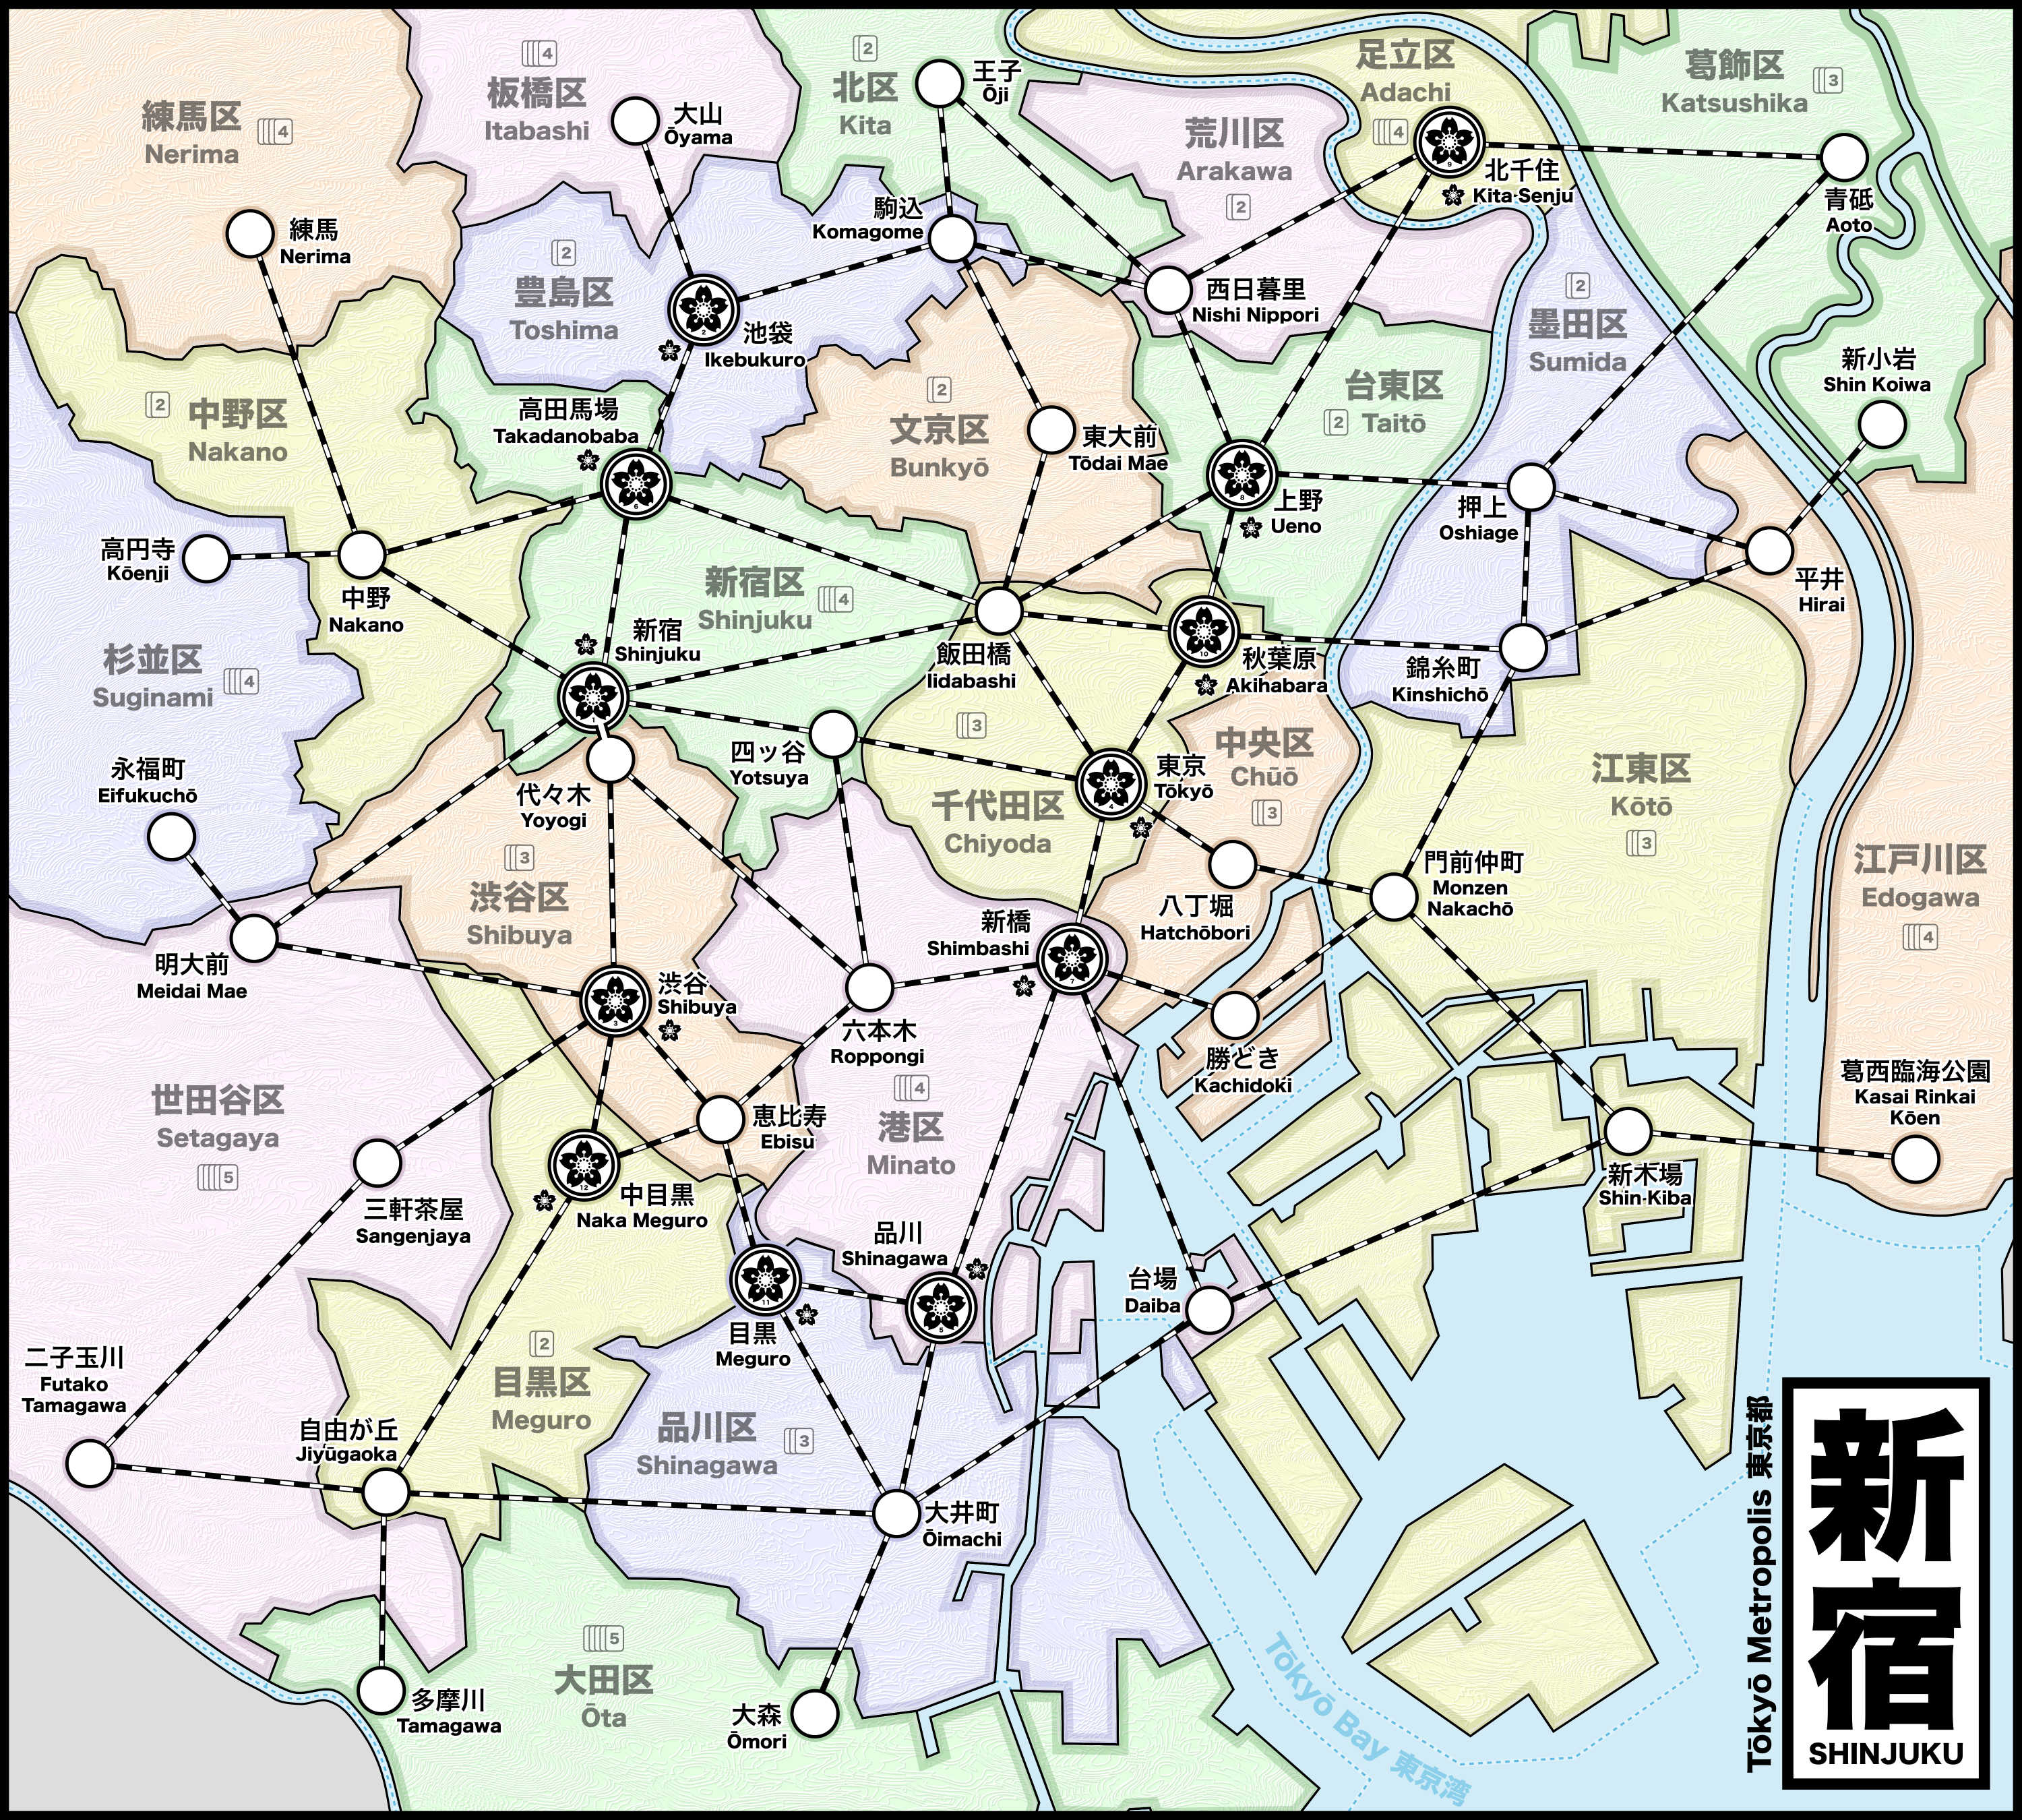 練馬区
Nerima
4
板橋区
Itabashi
4
北区
Kita
2
足立区
Adachi
4
葛飾区
Katsushika
3
荒川区
Arakawa
2
豊島区
Toshima
2
中野区
Nakano
2
文京区
Bunkyō
2
台東区
Taitō
2
墨田区
Sumida
2
杉並区
Suginami
4
新宿区
Shinjuku
4
千代田区
Chiyoda
3
中央区
Chūō
3
江東区
Kōtō
3
江戸川区
Edogawa
4
渋谷区
Shibuya
3
世田谷区
Setagaya
5
港区
Minato
4
目黒区
Meguro
2
品川区
Shinagawa
3
大田区
Ōta
5
王子
Ōji
大山
Ōyama
練馬
Nerima
駒込
Komagome
9
北千住
Kita-Senju
青砥
Aoto
2
池袋
Ikebukuro
西日暮里
Nishi Nippori
新小岩
Shin Koiwa
高田馬場
Takadanobaba
6
東大前
Tōdai Mae
8
上野
Ueno
押上
Oshiage
平井
Hirai
高円寺
Kōenji
中野
Nakano
新宿
Shinjuku
1
飯田橋
Iidabashi
10
秋葉原
Akihabara
錦糸町
Kinshichō
永福町
Eifukuchō
代々木
Yoyogi
四ッ谷
Yotsuya
4
東京
Tōkyō
八丁堀
Hatchōbori
門前仲町
Monzen
Nakachō
明大前
Meidai Mae
3
渋谷
Shibuya
六本木
Roppongi
新橋
Shimbashi
7
勝どき
Kachidoki
葛西臨海公園
Kasai Rinkai
Kōen
三軒茶屋
Sangenjaya
12
中目黒
Naka Meguro
恵比寿
Ebisu
新木場
Shin-Kiba
11
目黒
Meguro
品川
Shinagawa
5
台場
Daiba
二子玉川
Futako
Tamagawa
自由が丘
Jiyūgaoka
大井町
Ōimachi
多摩川
Tamagawa
大森
Ōmori
Tōkyō Bay 東京湾
Tōkyō Metropolis 東京都
新宿
SHINJUKU